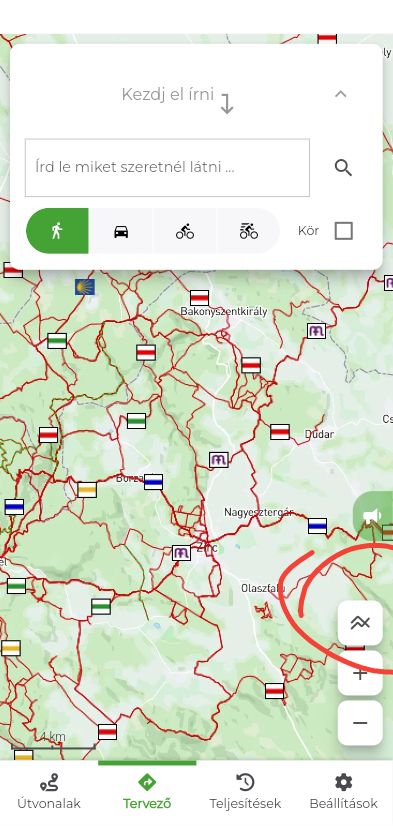 Kezdj el írni
Írd le miket szeretnél látni ...
Kör
Bakonyszentkirály
Dudar
Nagyesztergár
Zirc
Olaszfalu
4 km
Útvonalak
Tervező
Teljesítések
Beállítások